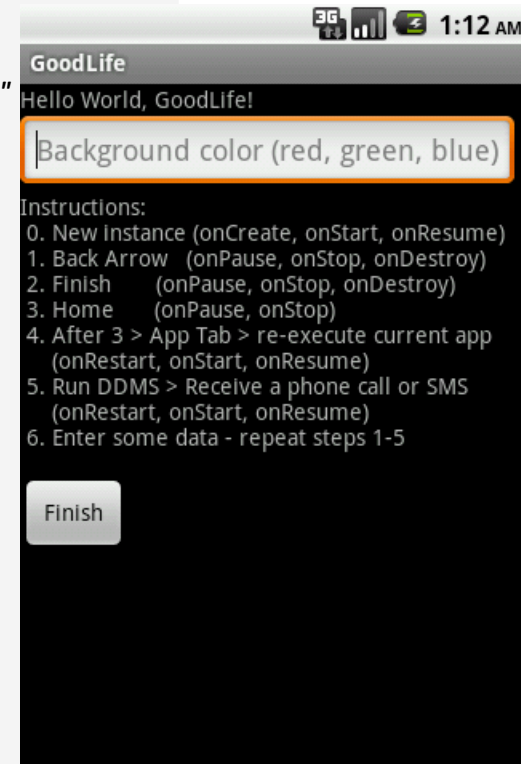 3G 1:12 AM
GoodLife
"
Hello World, GoodLife!
Background color (red, green, blue)
Instructions:
0. New instance (onCreate, onStart, onResume)
1. Back Arrow (onPause, onStop, onDestroy)
2. Finish (onPause, onStop, onDestroy)
3. Home (onPause, onStop)
4. After 3 > App Tab > re-execute current app
(onRestart, onStart, onResume)
5. Run DDMS > Receive a phone call or SMS
(onRestart, onStart, onResume)
6. Enter some data - repeat steps 1-5
Finish